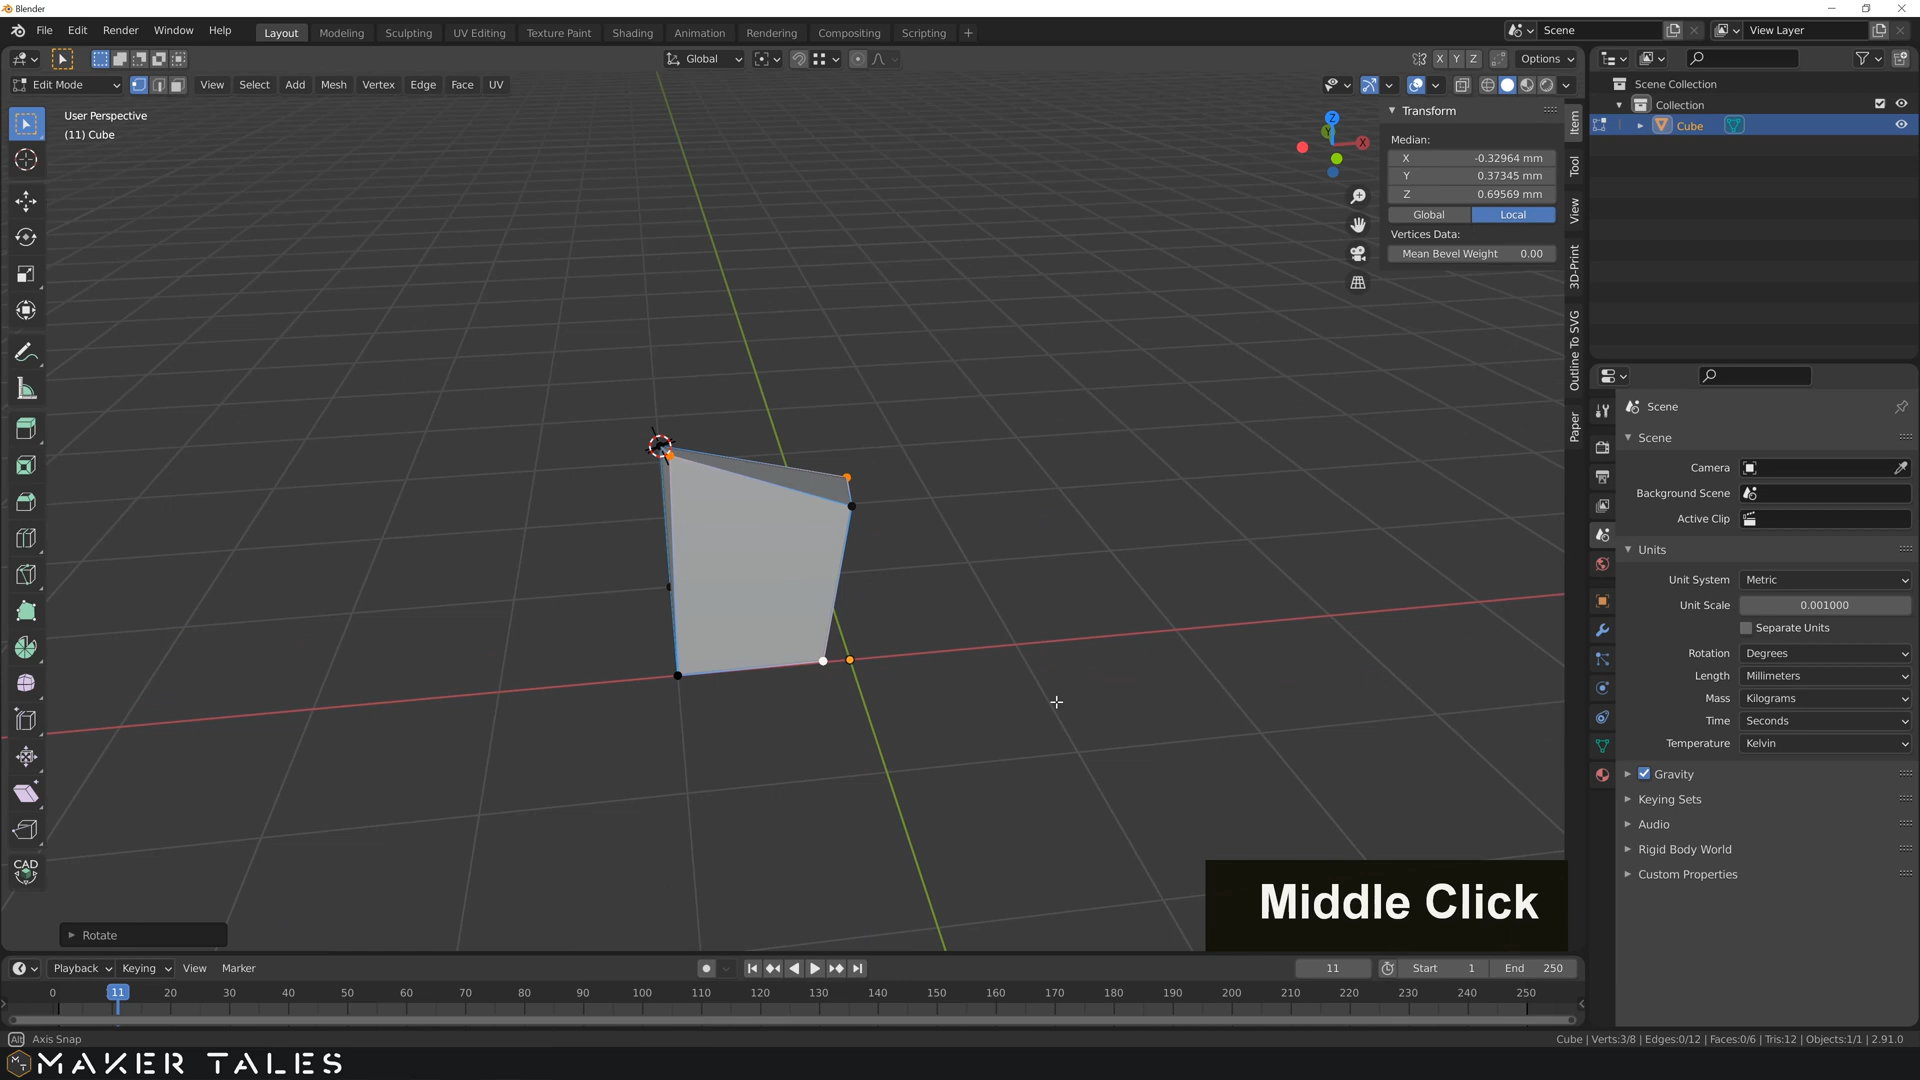 Blender
File Edit Render Window Help
Layout Modeling Sculpting UV Editing Texture Paint Shading Animation Rendering Compositing Scripting +
Scene
View Layer
Global
Options
X Y Z
Edit Mode
View Select Add Mesh Vertex Edge Face UV
User Perspective
(11) Cube
Z
Y
X
Transform
Median:
X -0.32964 mm
Y 0.37345 mm
Z 0.69569 mm
Global Local
Vertices Data:
Mean Bevel Weight 0.00
Item
Tool
View
3D-Print
Outline To SVG
Paper
Scene Collection
Collection
Cube
Scene
Scene
Camera
Background Scene
Active Clip
Units
Unit System Metric
Unit Scale 0.001000
Separate Units
Rotation Degrees
Length Millimeters
Mass Kilograms
Time Seconds
Temperature Kelvin
Gravity
Keying Sets
Audio
Rigid Body World
Custom Properties
CAD
Middle Click
Rotate
Playback Keying View Marker
11 Start 1 End 250
0 11 20 30 40 50 60 70 80 90 100 110 120 130 140 150 160 170 180 190 200 210 220 230 240 250
Alt Axis Snap
Cube | Verts:3/8 | Edges:0/12 | Faces:0/6 | Tris:12 | Objects:1/1 | 2.91.0
MAKER TALES